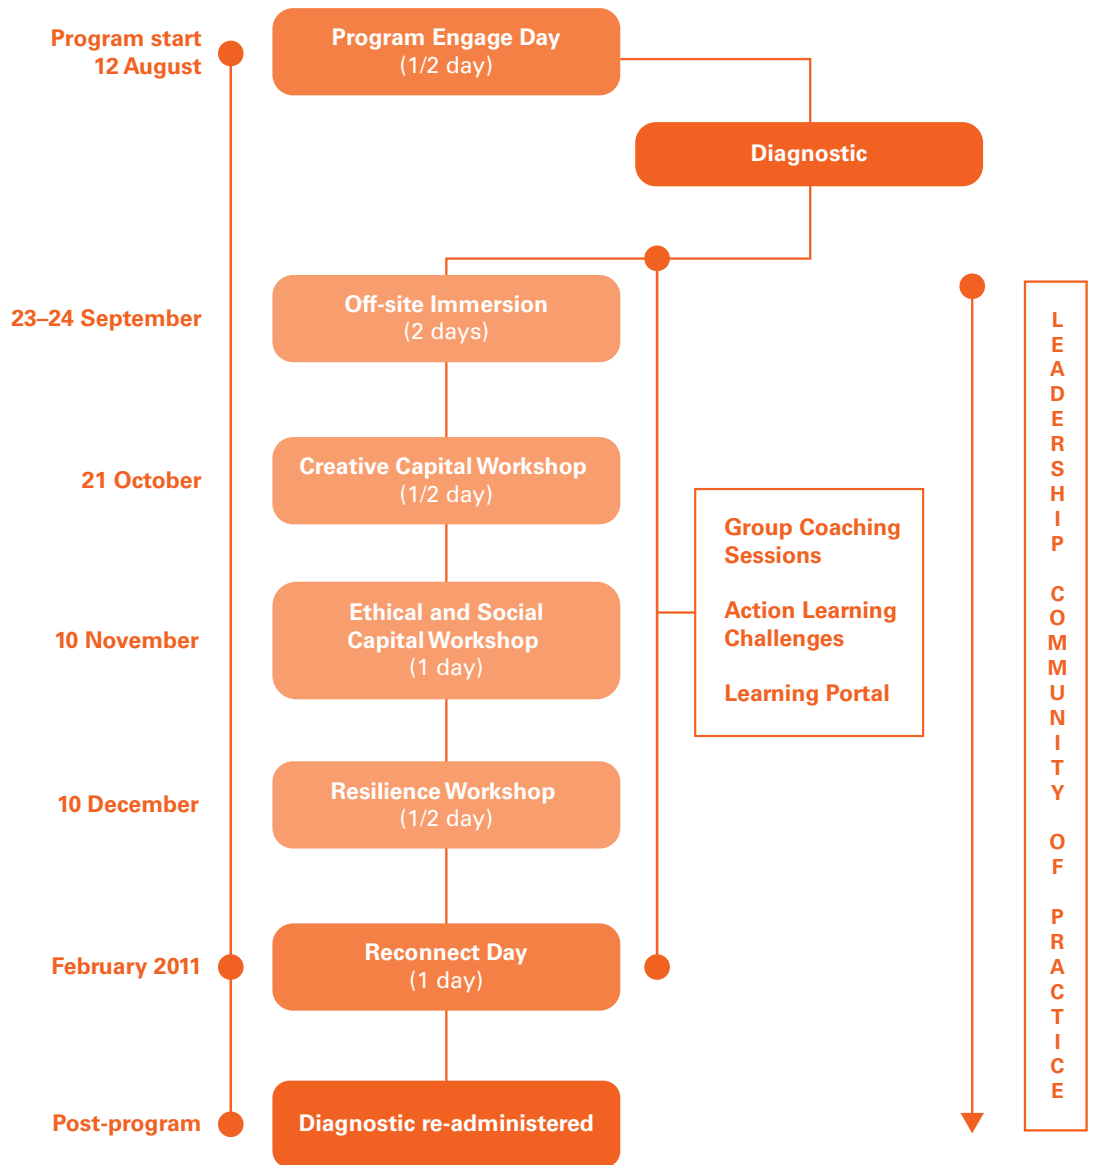 Program start
12 August
Program Engage Day
(1/2 day)
Diagnostic
23–24 September
Off-site Immersion
(2 days)
21 October
Creative Capital Workshop
(1/2 day)
10 November
Ethical and Social
Capital Workshop
(1 day)
Group Coaching
Sessions
Action Learning
Challenges
Learning Portal
10 December
Resilience Workshop
(1/2 day)
February 2011
Reconnect Day
(1 day)
Post-program
Diagnostic re-administered
LEADERSHIP COMMUNITY OF PRACTICE